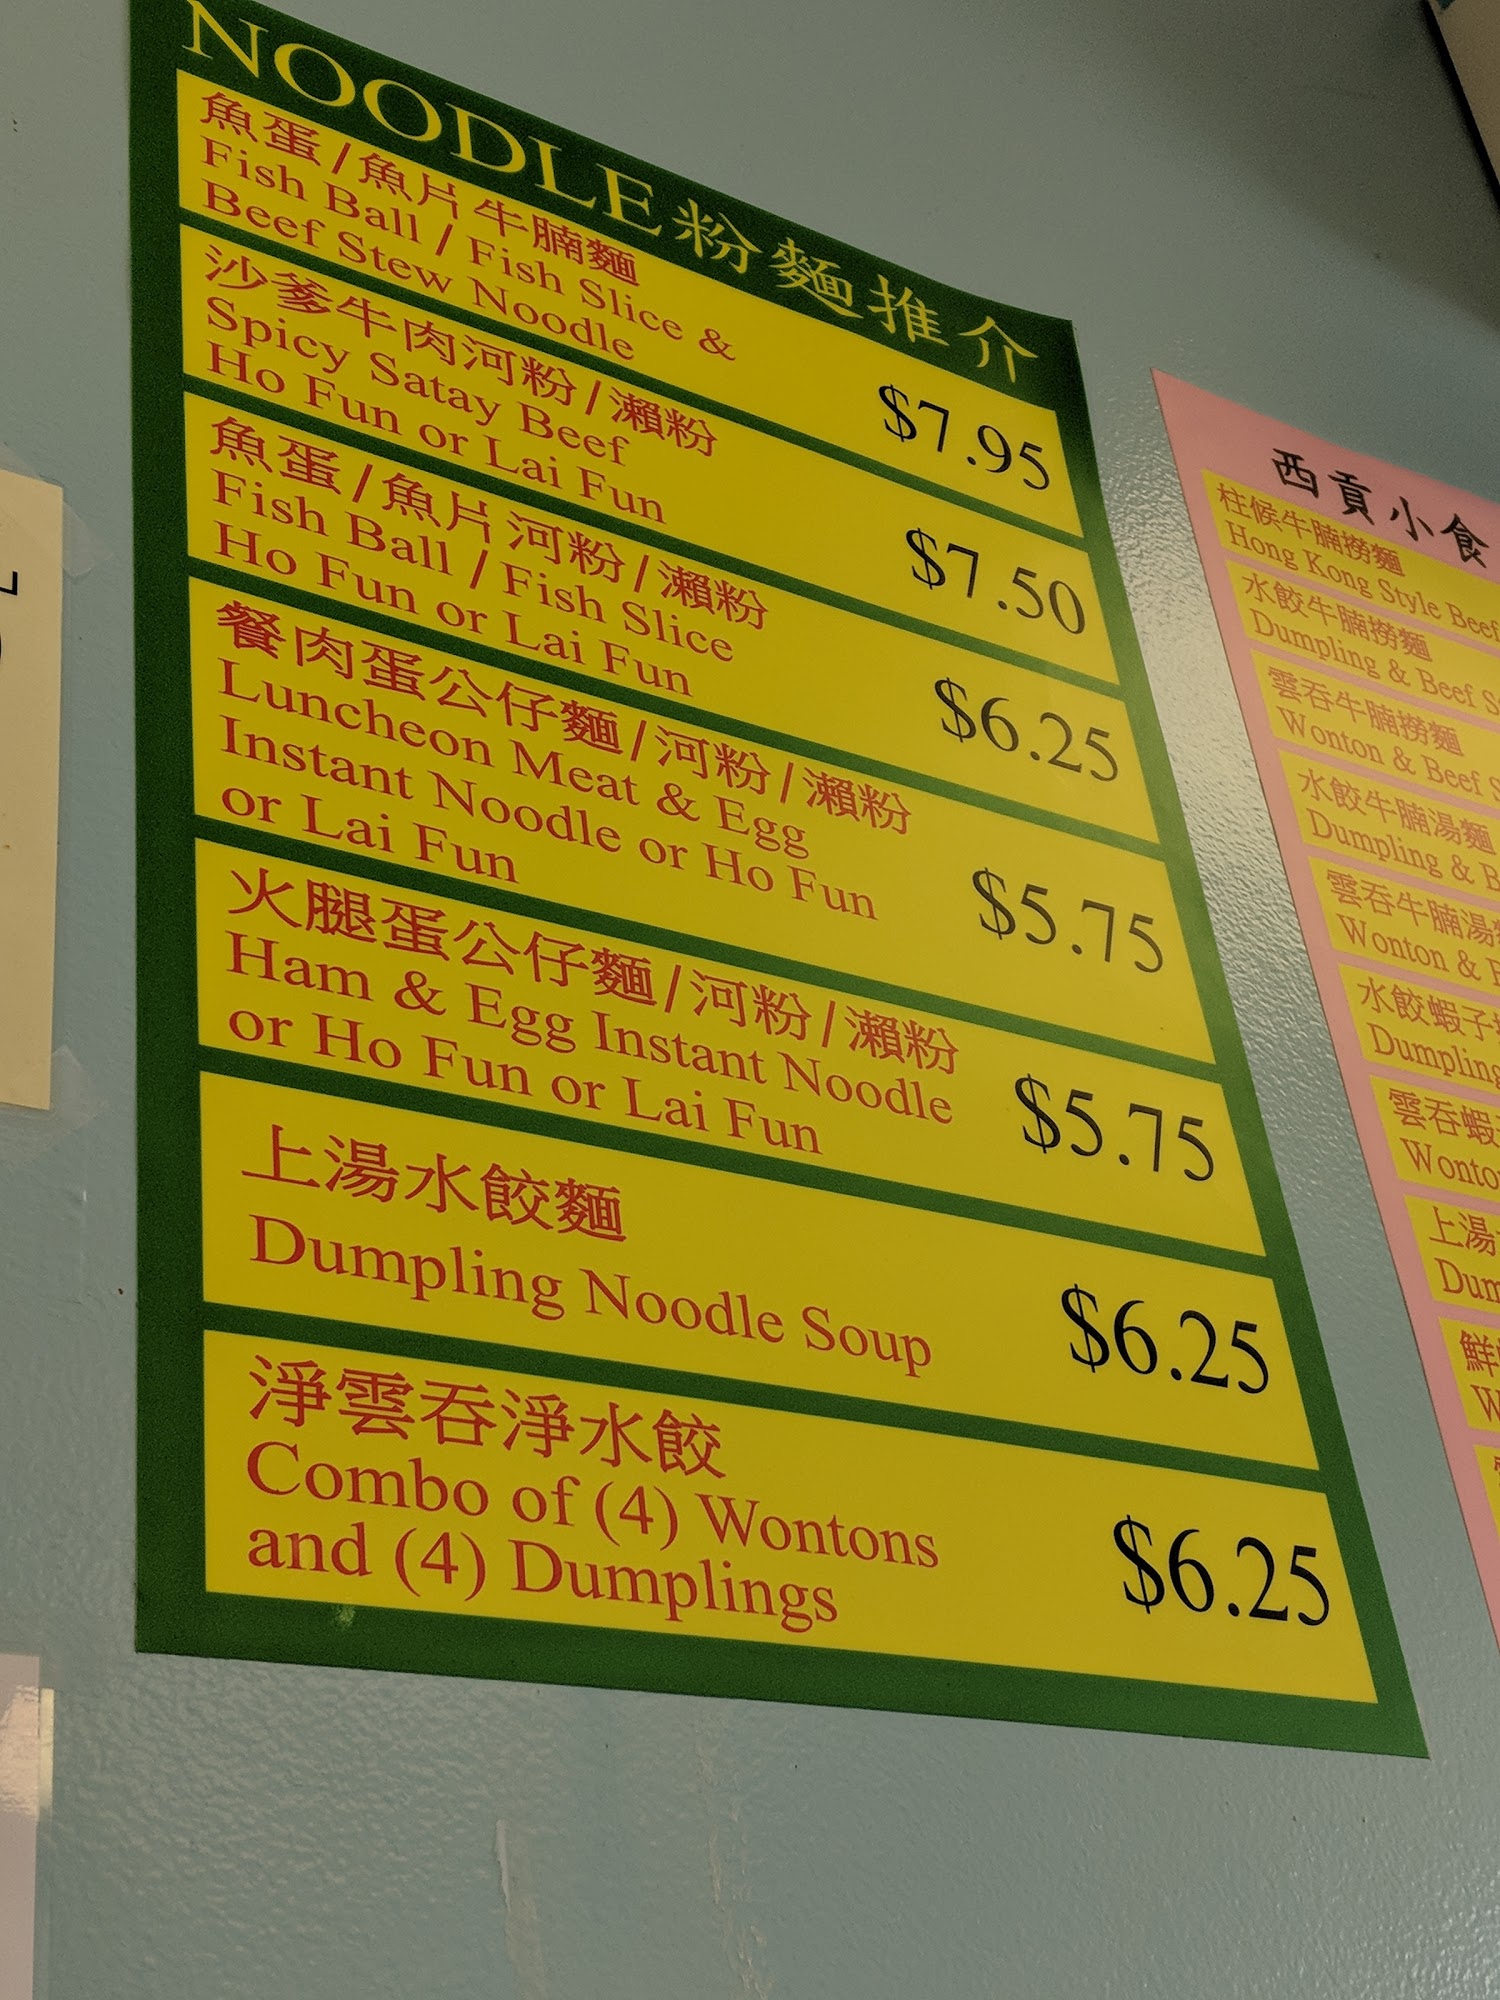 NOODLE 粉麵推介
魚蛋/魚片牛腩麵
Fish Ball / Fish Slice &
Beef Stew Noodle
$7.95
沙爹牛肉河粉/瀨粉
Spicy Satay Beef
Ho Fun or Lai Fun
$7.50
魚蛋/魚片河粉/瀨粉
Fish Ball / Fish Slice
Ho Fun or Lai Fun
$6.25
餐肉蛋公仔麵/河粉/瀨粉
Luncheon Meat & Egg
Instant Noodle or Ho Fun
or Lai Fun
$5.75
火腿蛋公仔麵/河粉/瀨粉
Ham & Egg Instant Noodle
or Ho Fun or Lai Fun
$5.75
上湯水餃麵
Dumpling Noodle Soup
$6.25
淨雲吞淨水餃
Combo of (4) Wontons
and (4) Dumplings
$6.25
西貢小食
柱候牛腩撈麵
Hong Kong Style Beef
水餃牛腩撈麵
Dumpling & Beef
雲吞牛腩撈麵
Wonton & Beef
水餃牛腩湯麵
Dumpling &
雲吞牛腩湯
Wonton &
水餃蝦子
Dumpling
雲吞蝦
上湯